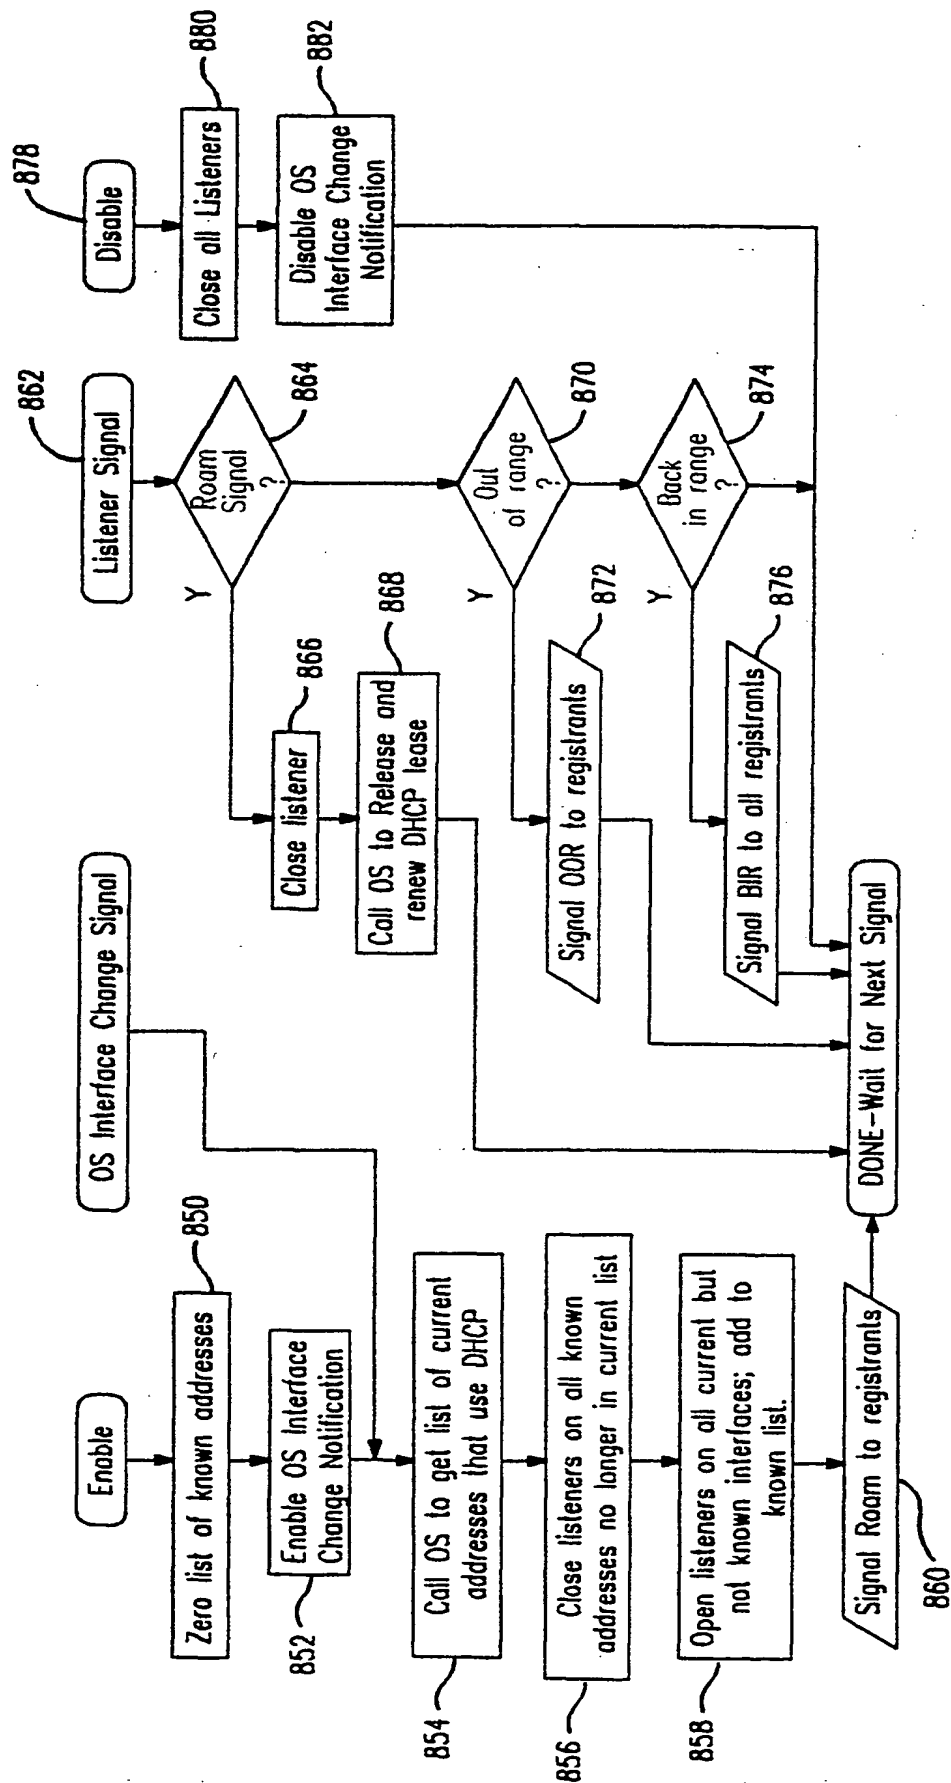 Enable
Zero list of known addresses
850
Enable OS Interface
Change Notification
852
Call OS to get list of current
addresses that use DHCP
854
Close listeners on all known
addresses no longer in current list
856
Open listeners on all current but
not known interfaces; add to
known list.
858
Signal Roam to registrants
860
OS Interface Change Signal
Listener Signal
862
Roam
Signal
?
864
Y
Close listener
866
Call OS to Release and
renew DHCP lease
868
Out
of range
?
870
Y
Signal OOR to registrants
872
Back
in range
?
874
Y
Signal BIR to all registrants
876
Disable
878
Close all Listeners
880
Disable OS
Interface Change
Notification
882
DONE-Wait for Next Signal